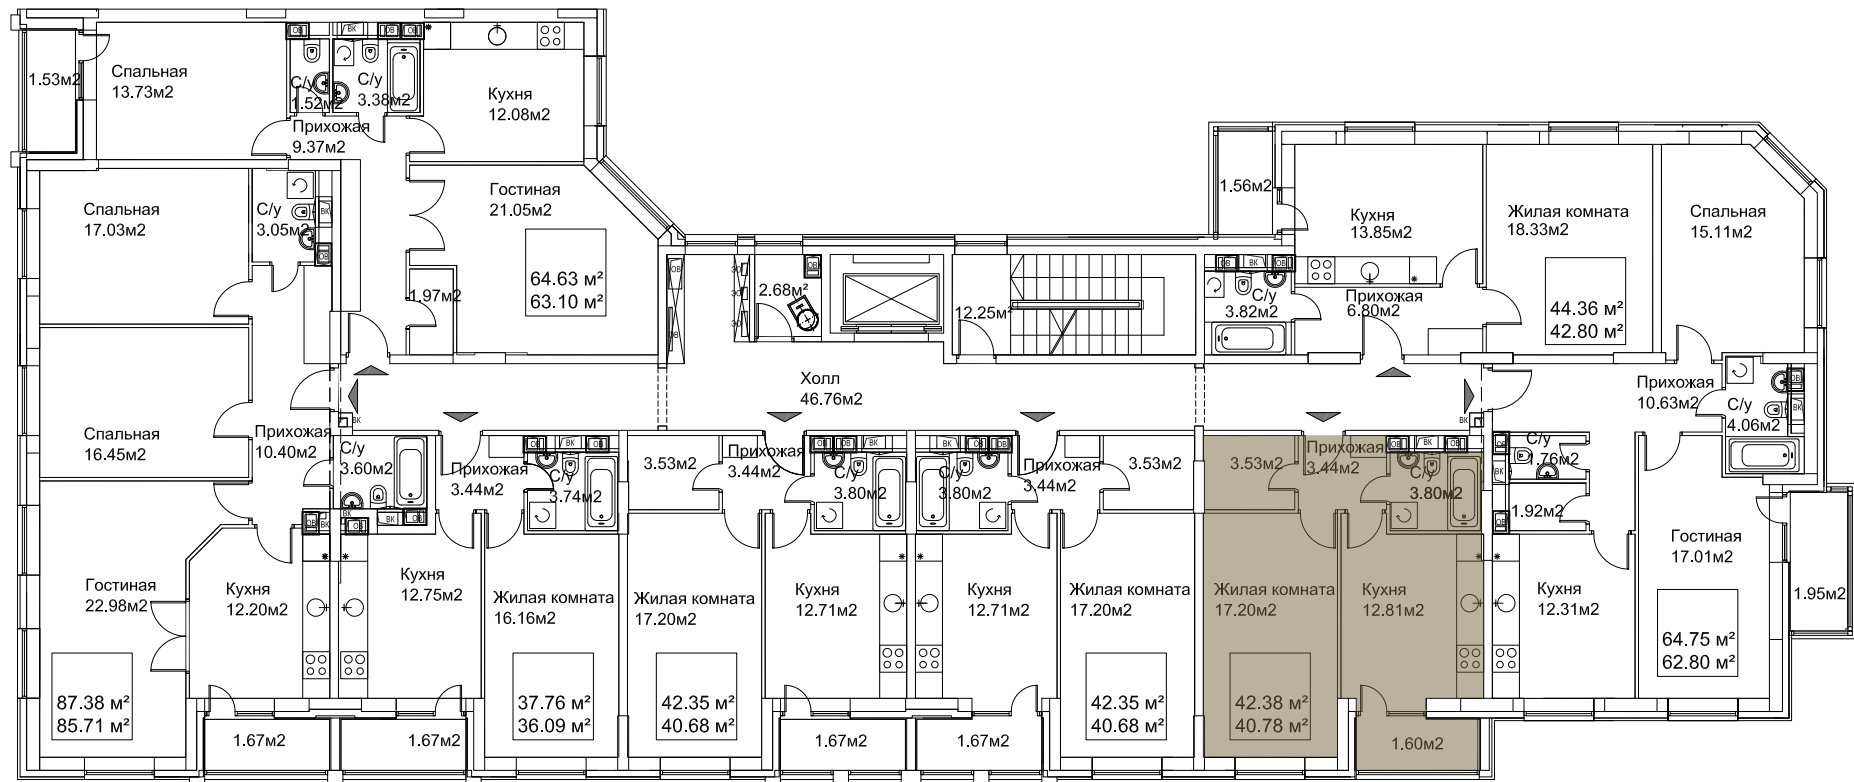 1.53м2
Спальная
13.73м2
С/у
1.52м2
С/у
3.38м2
Кухня
12.08м2
Прихожая
9.37м2
Спальная
17.03м2
С/у
3.05м2
Гостиная
21.05м2
64.63 м²
63.10 м²
1.97м2
2.68м²
12.25м²
1.56м2
Кухня
13.85м2
Жилая комната
18.33м2
Спальная
15.11м2
С/у
3.82м2
Прихожая
6.80м2
44.36 м²
42.80 м²
Холл
46.76м2
Прихожая
10.63м2
С/у
4.06м2
Спальная
16.45м2
Прихожая
10.40м2
С/у
3.60м2
Прихожая
3.44м2
С/у
3.74м2
3.53м2
Прихожая
3.44м2
С/у
3.80м2
С/у
3.80м2
Прихожая
3.44м2
3.53м2
3.53м2
Прихожая
3.44м2
С/у
3.80м2
С/у
1.76м2
1.92м2
Гостиная
17.01м2
Гостиная
22.98м2
Кухня
12.20м2
Кухня
12.75м2
Жилая комната
16.16м2
Жилая комната
17.20м2
Кухня
12.71м2
Кухня
12.71м2
Жилая комната
17.20м2
Жилая комната
17.20м2
Кухня
12.81м2
Кухня
12.31м2
1.95м2
64.75 м²
62.80 м²
87.38 м²
85.71 м²
37.76 м²
36.09 м²
42.35 м²
40.68 м²
42.35 м²
40.68 м²
42.38 м²
40.78 м²
1.67м2
1.67м2
1.67м2
1.67м2
1.60м2